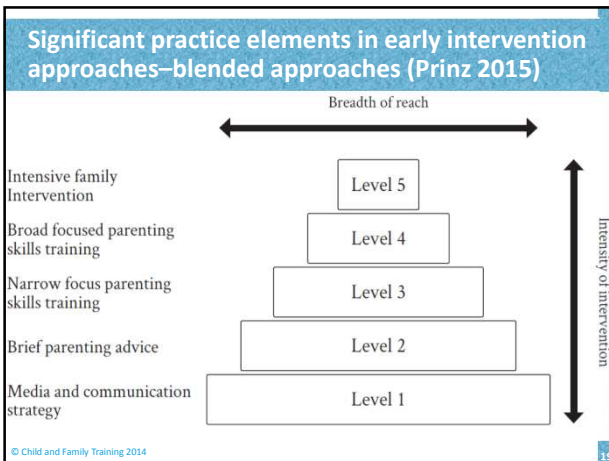 Significant practice elements in early intervention
approaches–blended approaches (Prinz 2015)
Breadth of reach
Intensive family
Intervention
Level 5
Broad focused parenting
skills training
Level 4
Narrow focus parenting
skills training
Level 3
Brief parenting advice
Level 2
Media and communication
strategy
Level 1
Intensity of intervention
© Child and Family Training 2014